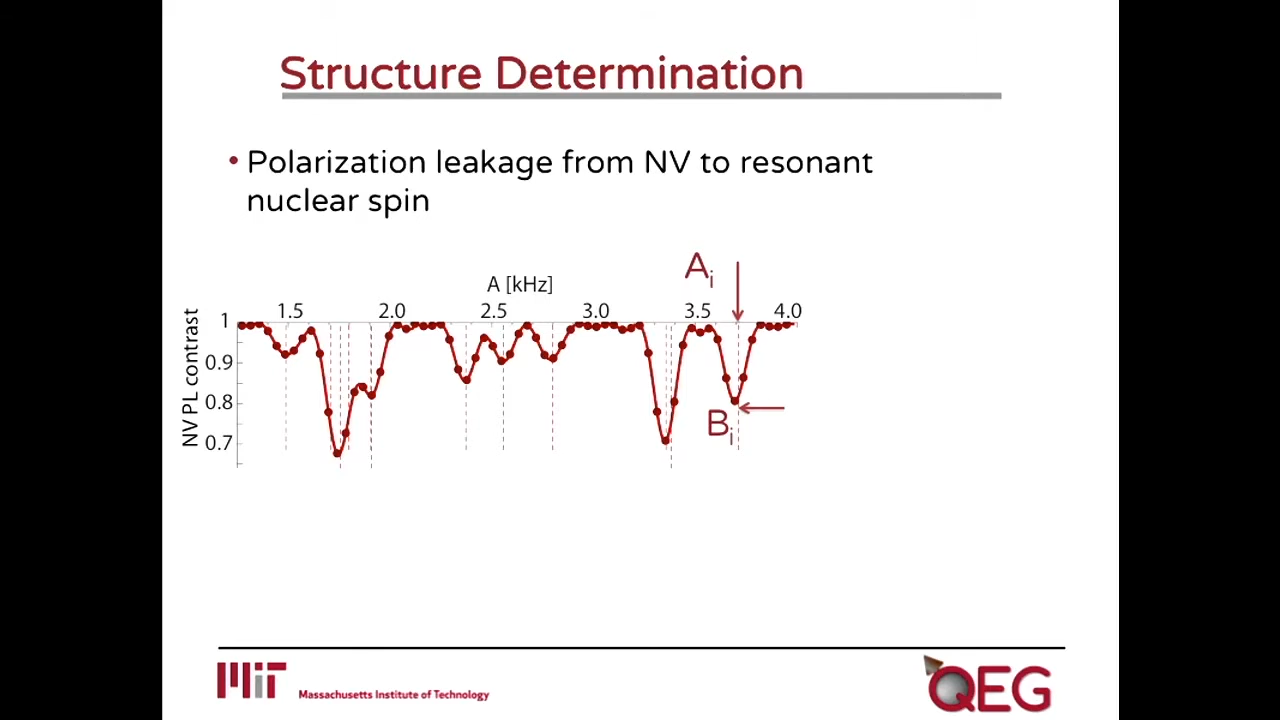 Structure Determination
• Polarization leakage from NV to resonant
nuclear spin
A [kHz]
1.5 2.0 2.5 3.0 3.5 4.0
NV PL contrast
1
0.9
0.8
0.7
Ai
Bi
MIT
Massachusetts Institute of Technology
QEG